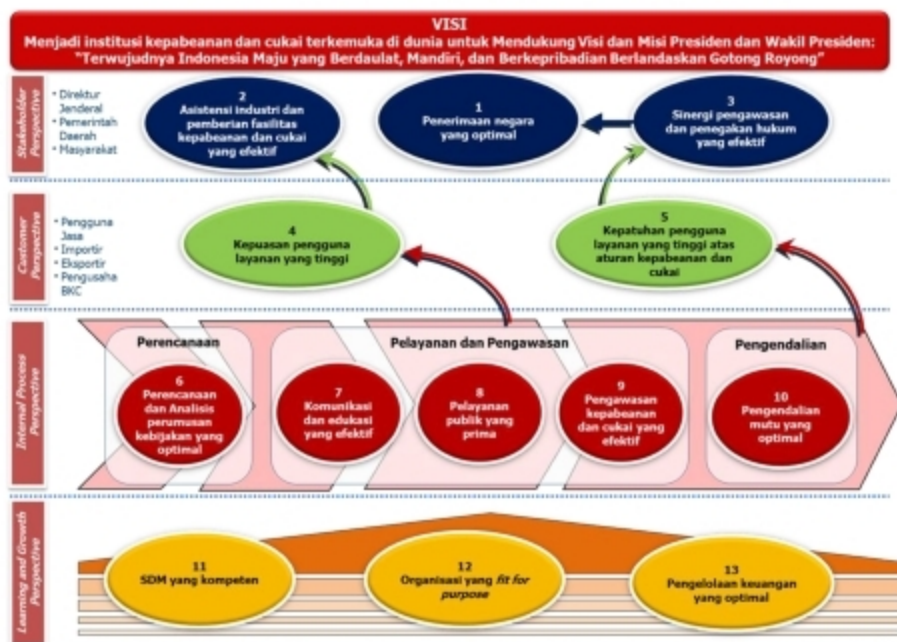 VISI
Menjadi institusi kepabeanan dan cukai terkemuka di dunia untuk Mendukung Visi dan Misi Presiden dan Wakil Presiden:
“Terwujudnya Indonesia Maju yang Berdaulat, Mandiri, dan Berkepribadian Berlandaskan Gotong Royong”
Stakeholder
Perspective
• Direktur
Jenderal
• Pemerintah
Daerah
• Masyarakat
2
Asistensi industri dan
pemberian fasilitas
kepabeanan dan cukai
yang efektif
1
Penerimaan negara
yang optimal
3
Sinergi pengawasan
dan penegakan hukum
yang efektif
Customer
Perspective
• Pengguna
Jasa
• Importir
• Eksportir
• Pengusaha
BKC
4
Kepuasan pengguna
layanan yang tinggi
5
Kepatuhan pengguna
layanan yang tinggi atas
aturan kepabeanan dan
cukai
Internal Process
Perspective
Perencanaan
6
Perencanaan
dan Analisis
perumusan
kebijakan yang
optimal
Pelayanan dan Pengawasan
7
Komunikasi
dan edukasi
yang efektif
8
Pelayanan
publik yang
prima
9
Pengawasan
kepabeanan
dan cukai yang
efektif
Pengendalian
10
Pengendalian
mutu yang
optimal
Learning and Growth
Perspective
11
SDM yang kompeten
12
Organisasi yang fit for
purpose
13
Pengelolaan keuangan
yang optimal